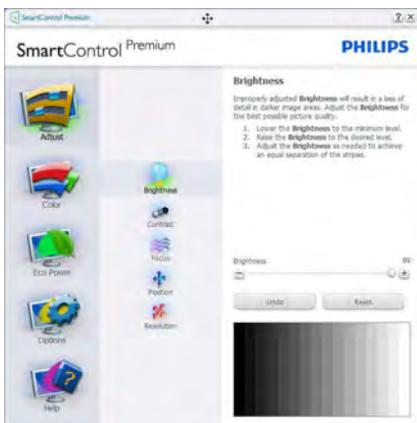 SmartControl Premium
SmartControl Premium
PHILIPS
Adjust
Color
Eco Power
Options
Help
Brightness
Contrast
Focus
Position
Resolution
Brightness
Improperly adjusted Brightness will result in a loss of
detail in darker image areas. Adjust the Brightness for
the best possible picture quality.
1. Lower the Brightness to the minimum level.
2. Raise the Brightness to the desired level.
3. Adjust the Brightness as needed to achieve
an equal separation of the stripes.
Brightness 99
Undo Reset